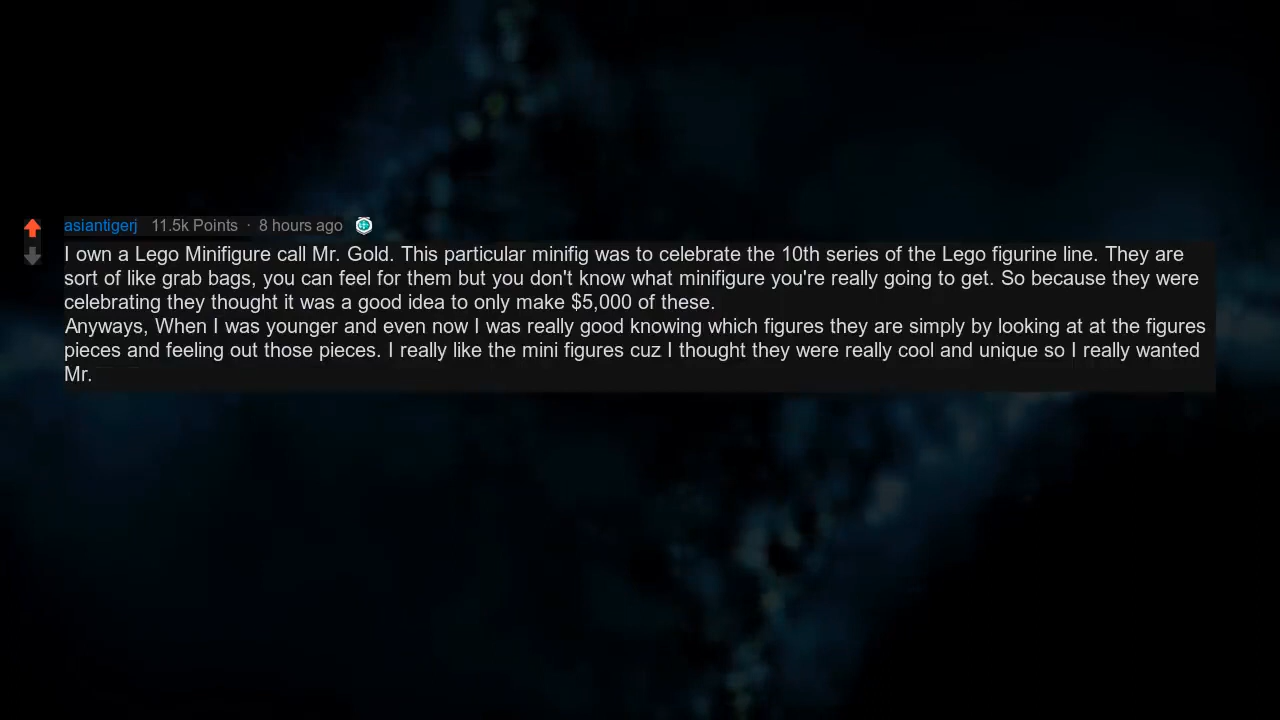 asiantigerj 11.5k Points · 8 hours ago
I own a Lego Minifigure call Mr. Gold. This particular minifig was to celebrate the 10th series of the Lego figurine line. They are
sort of like grab bags, you can feel for them but you don't know what minifigure you're really going to get. So because they were
celebrating they thought it was a good idea to only make $5,000 of these.
Anyways, When I was younger and even now I was really good knowing which figures they are simply by looking at at the figures
pieces and feeling out those pieces. I really like the mini figures cuz I thought they were really cool and unique so I really wanted
Mr.